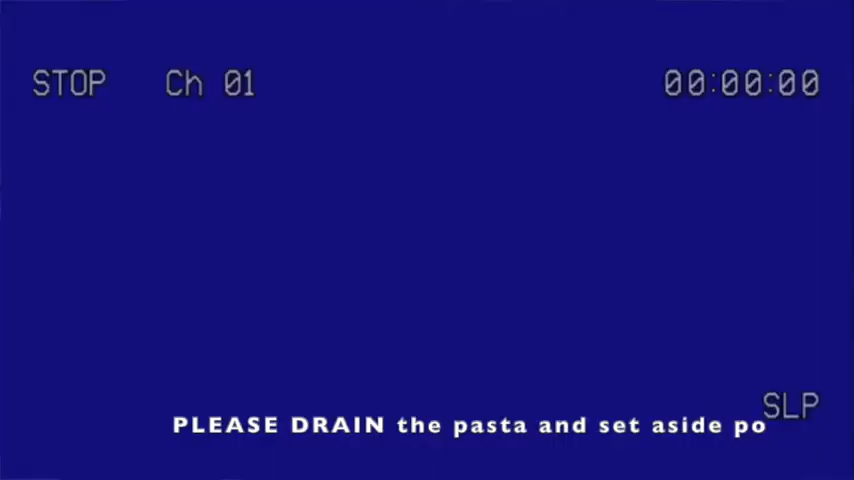 STOP Ch 01 00:00:00
SLP
PLEASE DRAIN the pasta and set aside po